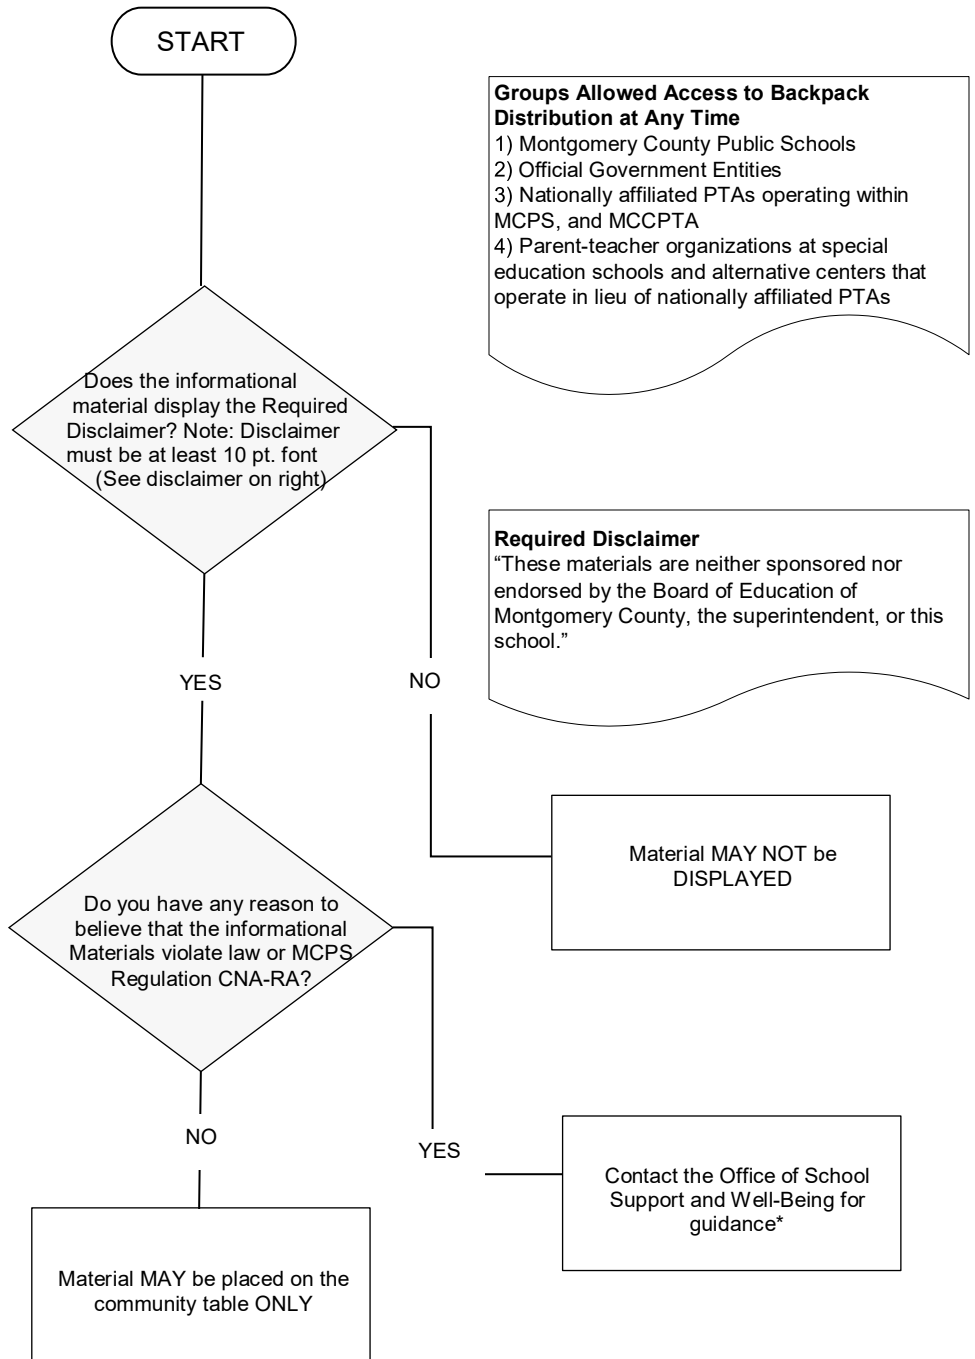 START
Groups Allowed Access to Backpack
Distribution at Any Time
1) Montgomery County Public Schools
2) Official Government Entities
3) Nationally affiliated PTAs operating within
MCPS, and MCCPTA
4) Parent-teacher organizations at special
education schools and alternative centers that
operate in lieu of nationally affiliated PTAs
Does the informational
material display the Required
Disclaimer? Note: Disclaimer
must be at least 10 pt. font
(See disclaimer on right)
Required Disclaimer
“These materials are neither sponsored nor
endorsed by the Board of Education of
Montgomery County, the superintendent, or this
school.”
YES
NO
Material MAY NOT be
DISPLAYED
Do you have any reason to
believe that the informational
Materials violate law or MCPS
Regulation CNA-RA?
NO
YES
Contact the Office of School
Support and Well-Being for
guidance*
Material MAY be placed on the
community table ONLY